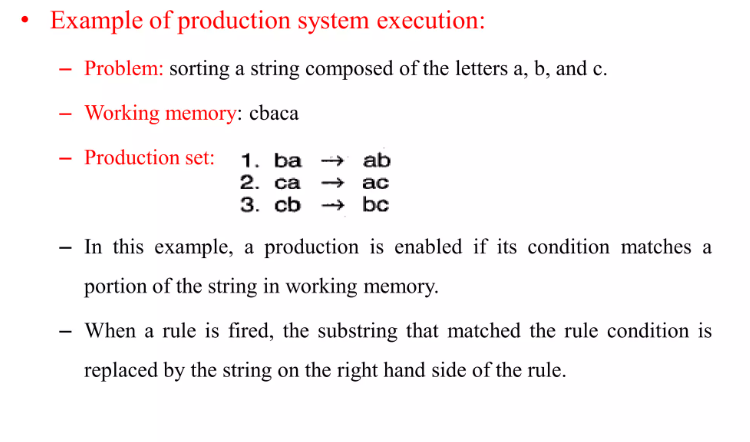 • Example of production system execution:
– Problem: sorting a string composed of the letters a, b, and c.
– Working memory: cbaca
– Production set: 1. ba → ab
2. ca → ac
3. cb → bc
– In this example, a production is enabled if its condition matches a
portion of the string in working memory.
– When a rule is fired, the substring that matched the rule condition is
replaced by the string on the right hand side of the rule.